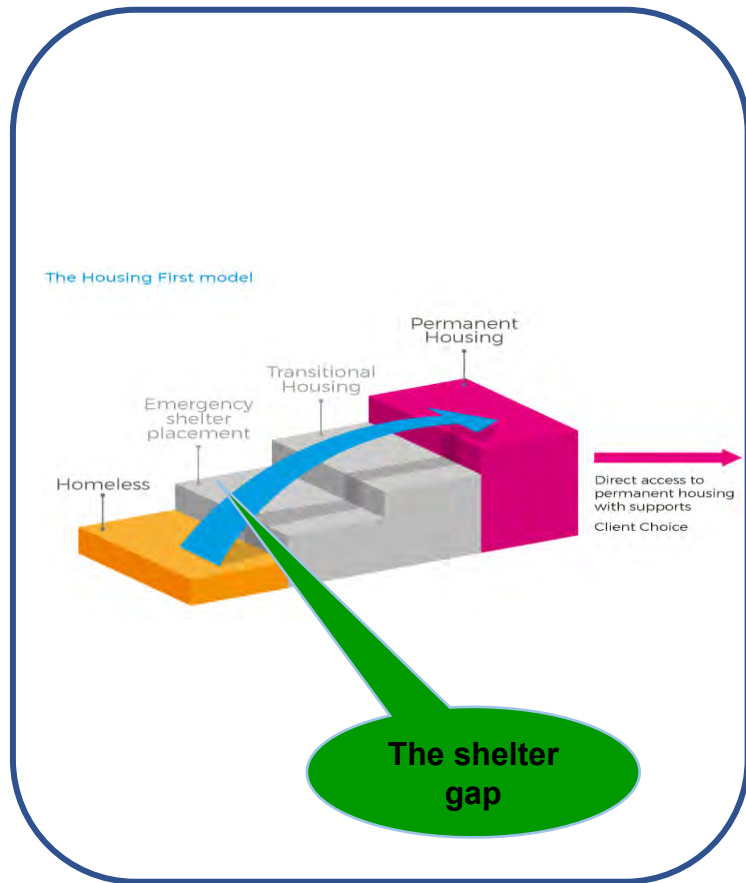 The Housing First model
Permanent
Housing
Transitional
Housing
Emergency
shelter
placement
Homeless
Direct access to
permanent housing
with supports
Client Choice
The shelter
gap